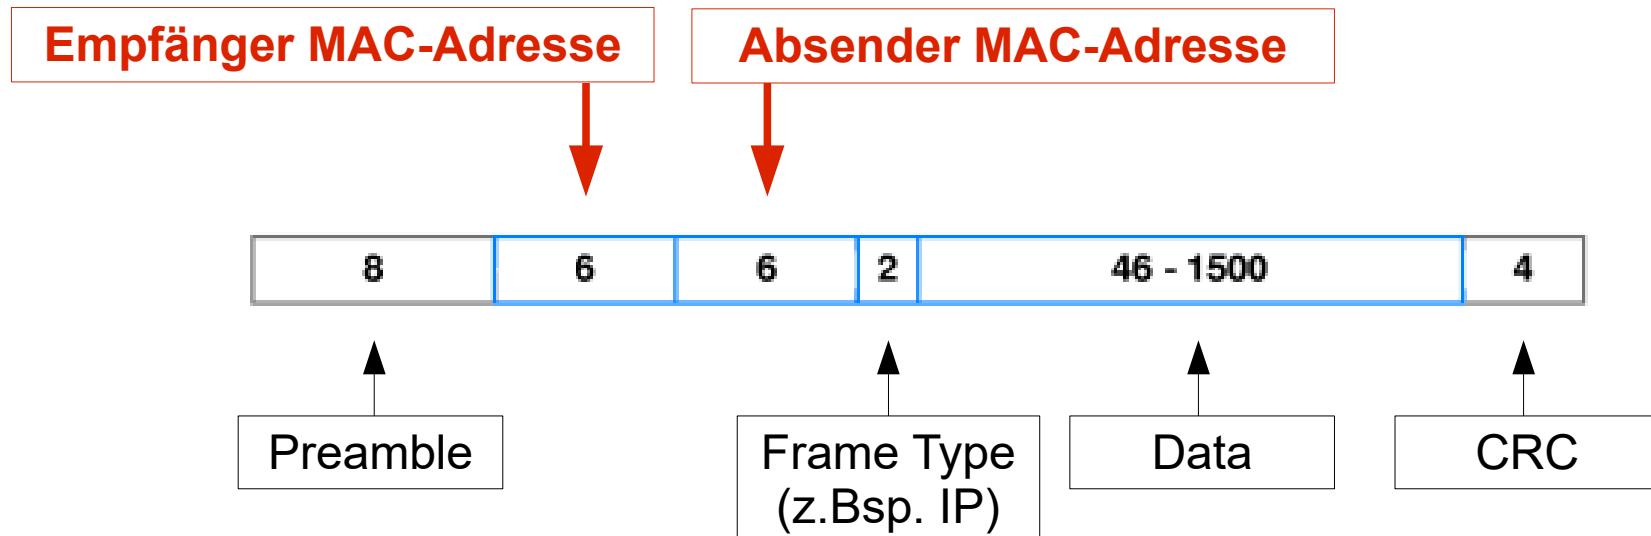 Empfänger MAC-Adresse
Absender MAC-Adresse
8
6
6
2
46 - 1500
4
Preamble
Frame Type
(z.Bsp. IP)
Data
CRC